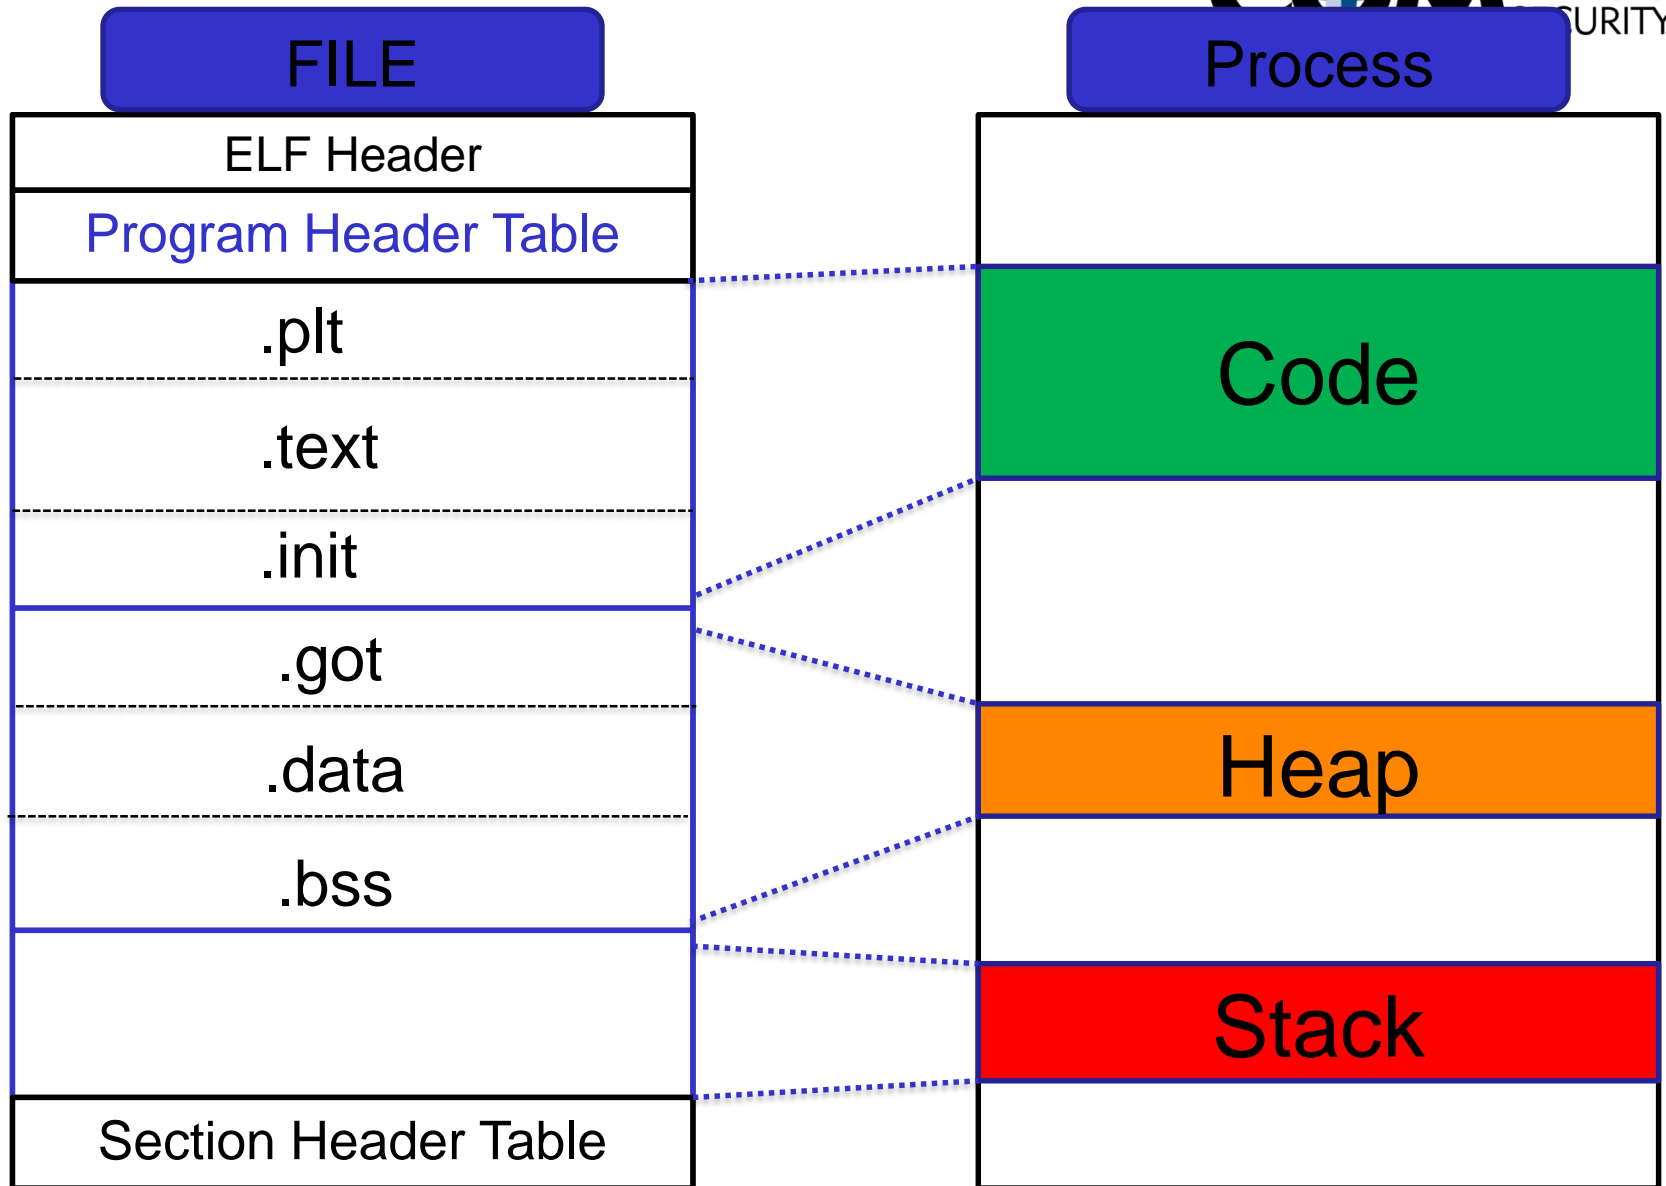 FILE
ELF Header
Program Header Table
.plt
.text
.init
.got
.data
.bss
Section Header Table
Process
Code
Heap
Stack